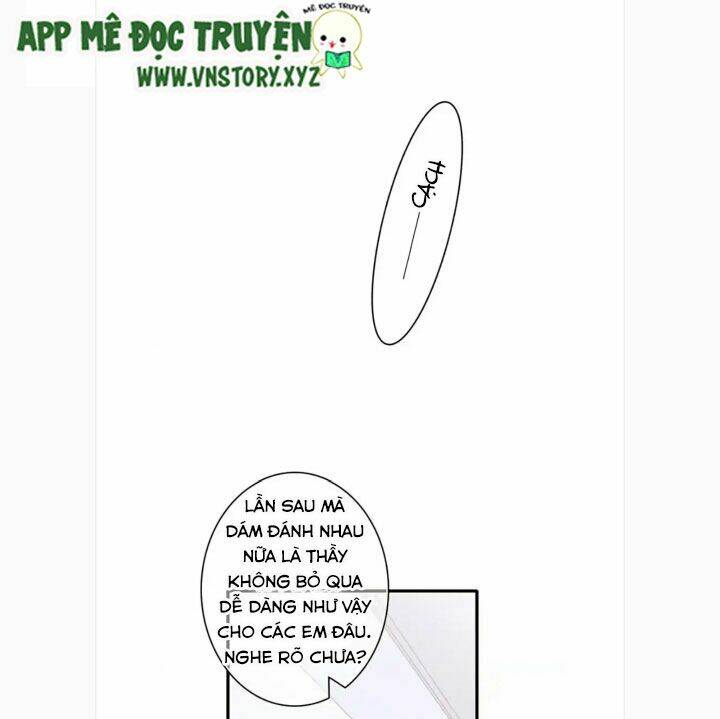 MÊ ĐỌC TRUYỆN
APP MÊ ĐỌC TRUYỆN
WWW.VNSTORY.XYZ
CẠCH
LẦN SAU MÀ
DÁM ĐÁNH NHAU
NỮA LÀ THẦY
KHÔNG BỎ QUA
DỄ DÀNG NHƯ VẬY
CHO CÁC EM ĐÂU.
NGHE RÕ CHƯA?